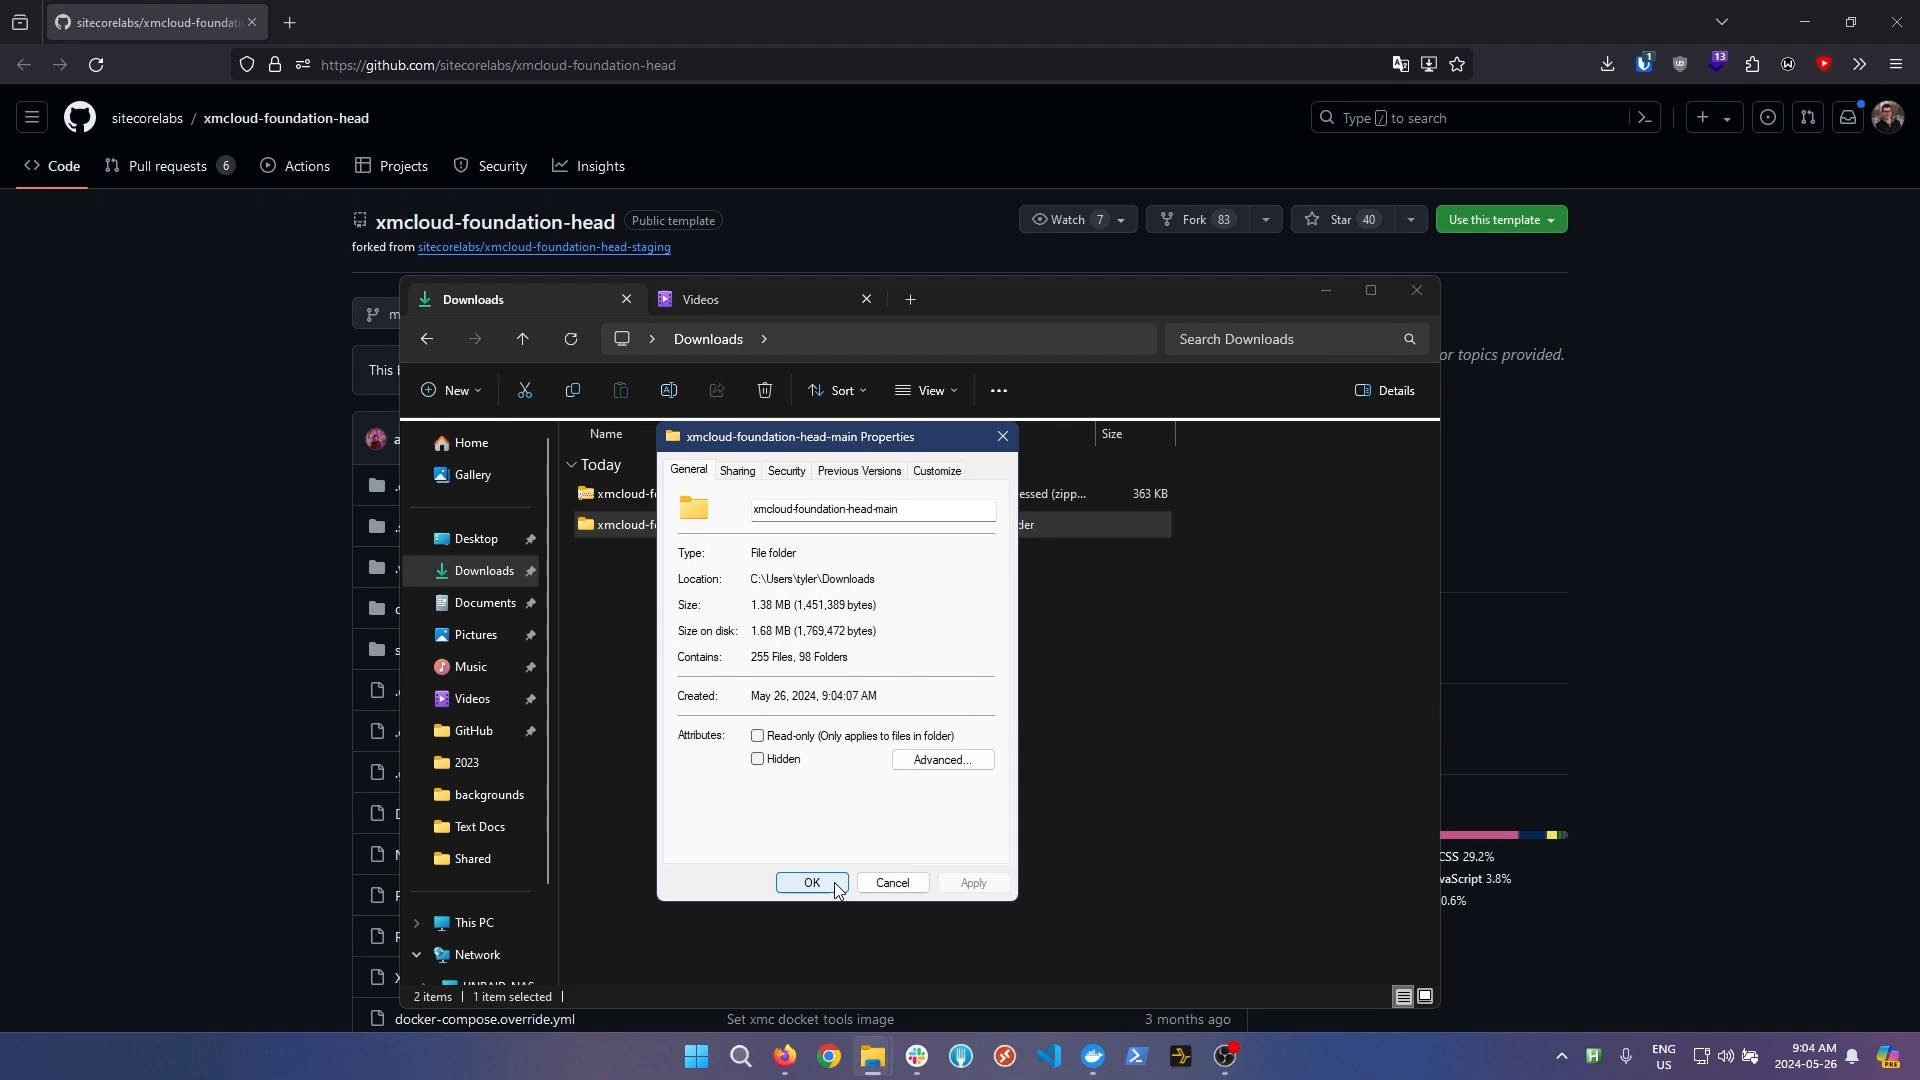 sitecorelabs/xmcloud-foundati
https://github.com/sitecorelabs/xmcloud-foundation-head
1
13
sitecorelabs / xmcloud-foundation-head
Type / to search
Code
Pull requests 6
Actions
Projects
Security
Insights
xmcloud-foundation-head
Public template
Watch 7
Fork 83
Star 40
Use this template
forked from sitecorelabs/xmcloud-foundation-head-staging
Downloads
Videos
Downloads
Search Downloads
or topics provided.
This
New
Sort
View
Details
Home
Gallery
Desktop
Downloads
Documents
Pictures
Music
Videos
GitHub
2023
backgrounds
Text Docs
Shared
This PC
Network
Name
Size
Today
xmcloud-f
essed (zipp...
363 KB
xmcloud-f
der
xmcloud-foundation-head-main Properties
General
Sharing
Security
Previous Versions
Customize
xmcloud-foundation-head-main
Type: File folder
Location: C:\Users\tyler\Downloads
Size: 1.38 MB (1,451,389 bytes)
Size on disk: 1.68 MB (1,769,472 bytes)
Contains: 255 Files, 98 Folders
Created: May 26, 2024, 9:04:07 AM
Attributes: Read-only (Only applies to files in folder)
Hidden
Advanced...
OK
Cancel
Apply
CSS 29.2%
vaScript 3.8%
0.6%
2 items
1 item selected
docker-compose.override.yml
Set xmc docket tools image
3 months ago
ENG
US
9:04 AM
2024-05-26
PRE